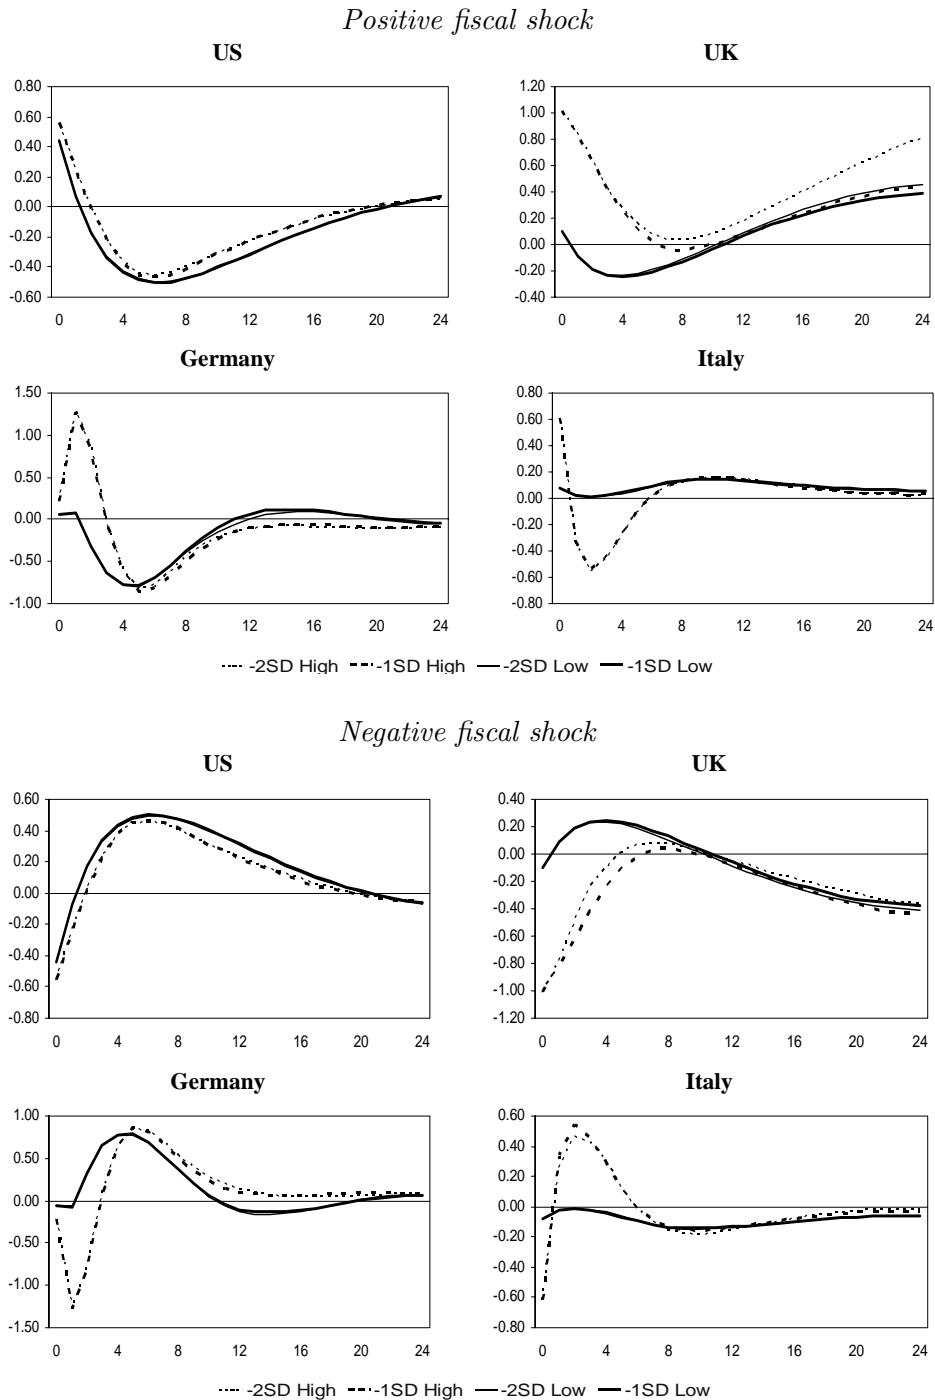 Positive fiscal shock
US UK
0.80 1.20
0.60 1.00
0.40 0.80
0.20 0.60
0.00 0.40
-0.20 0.20
-0.40 0.00
-0.60 -0.20
-0.40
0 4 8 12 16 20 24 0 4 8 12 16 20 24
Germany Italy
1.50 0.80
1.00 0.60
0.50 0.40
0.00 0.20
-0.50 0.00
-1.00 -0.20
-0.40
-0.60
-0.80
0 4 8 12 16 20 24 0 4 8 12 16 20 24
-2SD High -1SD High -2SD Low -1SD Low
Negative fiscal shock
US UK
0.60 0.40
0.40 0.20
0.20 0.00
0.00 -0.20
-0.20 -0.40
-0.40 -0.60
-0.60 -0.80
-0.80 -1.00
-1.20
0 4 8 12 16 20 24 0 4 8 12 16 20 24
Germany Italy
1.00 0.60
0.50 0.40
0.00 0.20
-0.50 0.00
-1.00 -0.20
-1.50 -0.40
-0.60
-0.80
0 4 8 12 16 20 24 0 4 8 12 16 20 24
-2SD High -1SD High -2SD Low -1SD Low